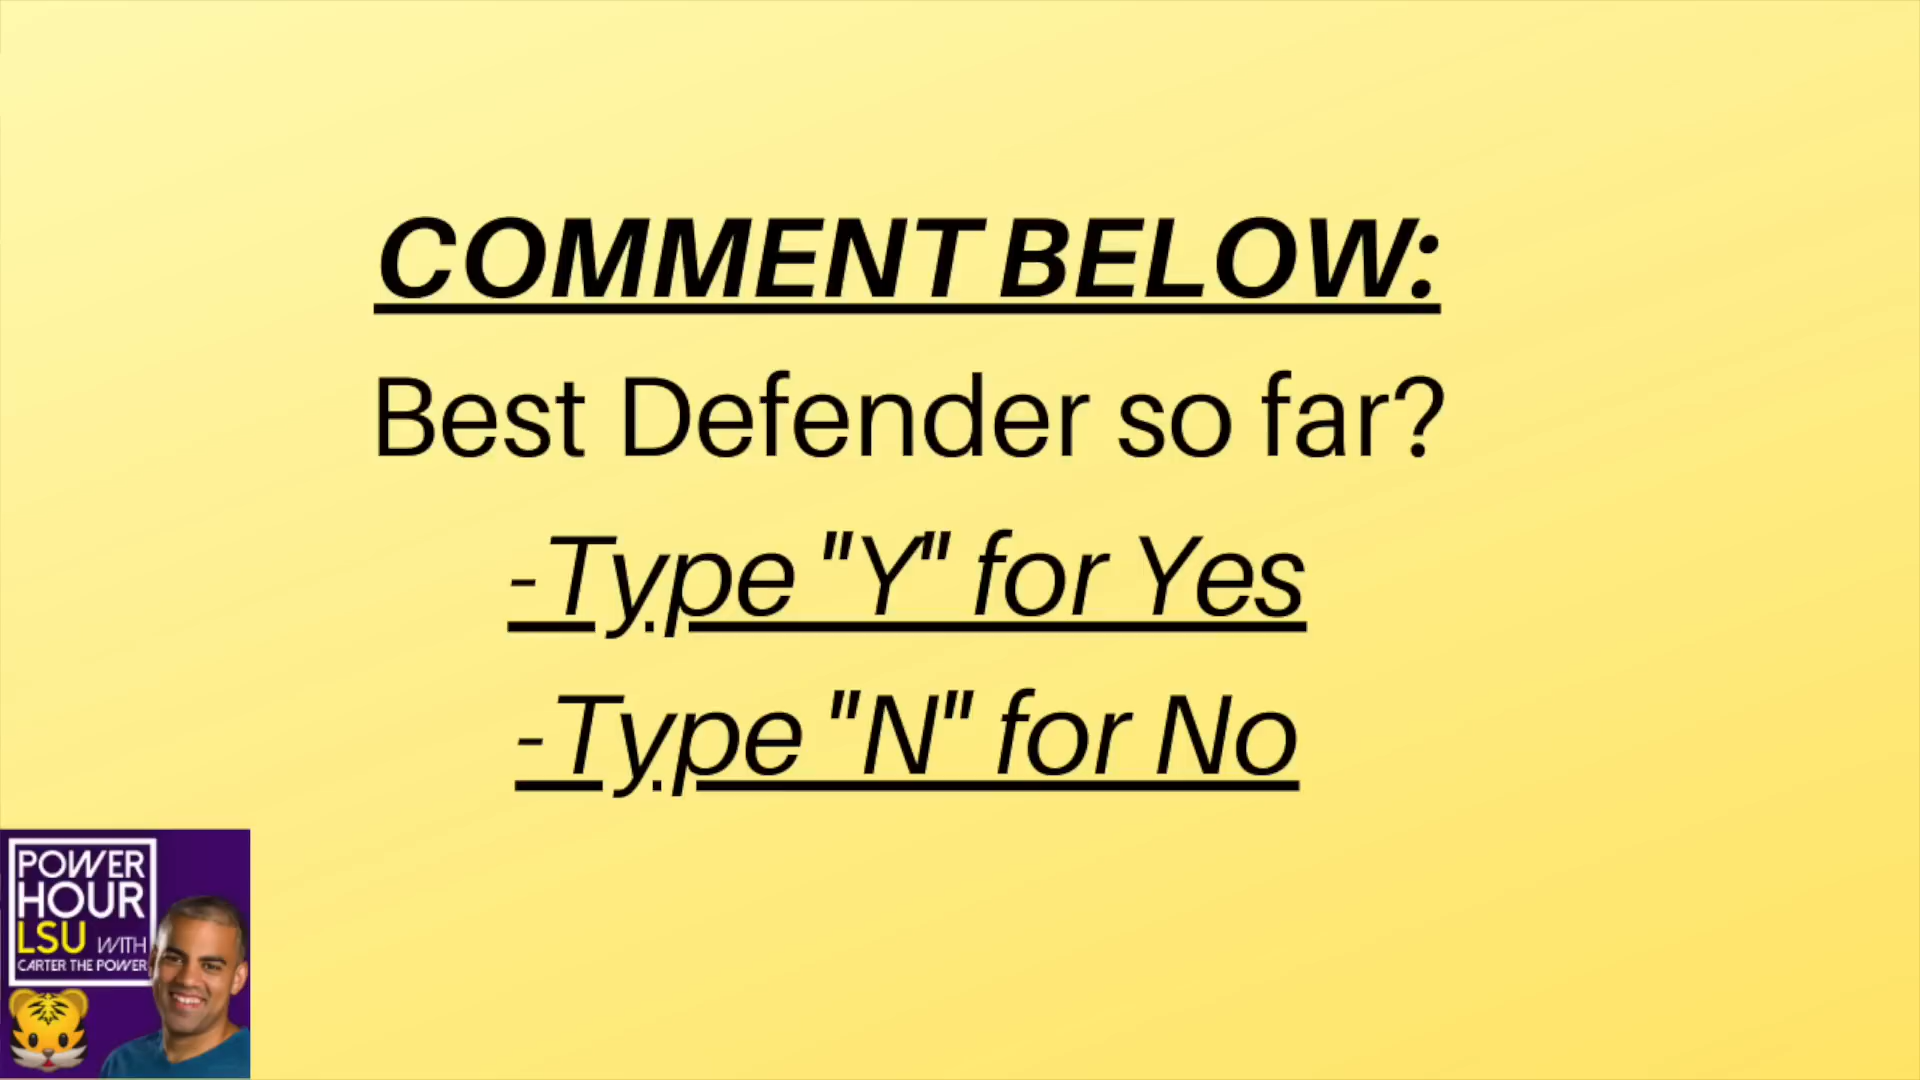 COMMENT BELOW:
Best Defender so far?
-Type "Y" for Yes
-Type "N" for No
POWER
HOUR
LSU WITH
CARTER THE POWER